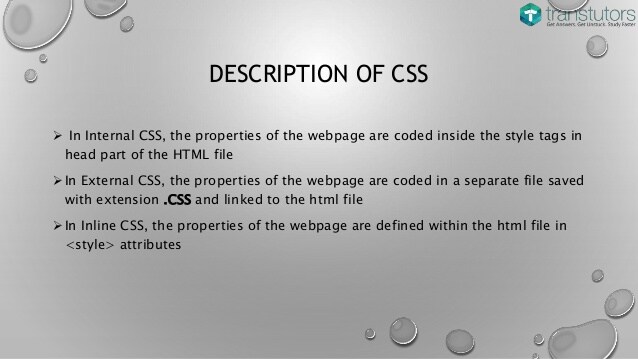 transtutors
Get Answers. Get Unstuck. Study Faster
DESCRIPTION OF CSS
➢ In Internal CSS, the properties of the webpage are coded inside the style tags in
head part of the HTML file
➢In External CSS, the properties of the webpage are coded in a separate file saved
with extension .CSS and linked to the html file
➢In Inline CSS, the properties of the webpage are defined within the html file in
<style> attributes